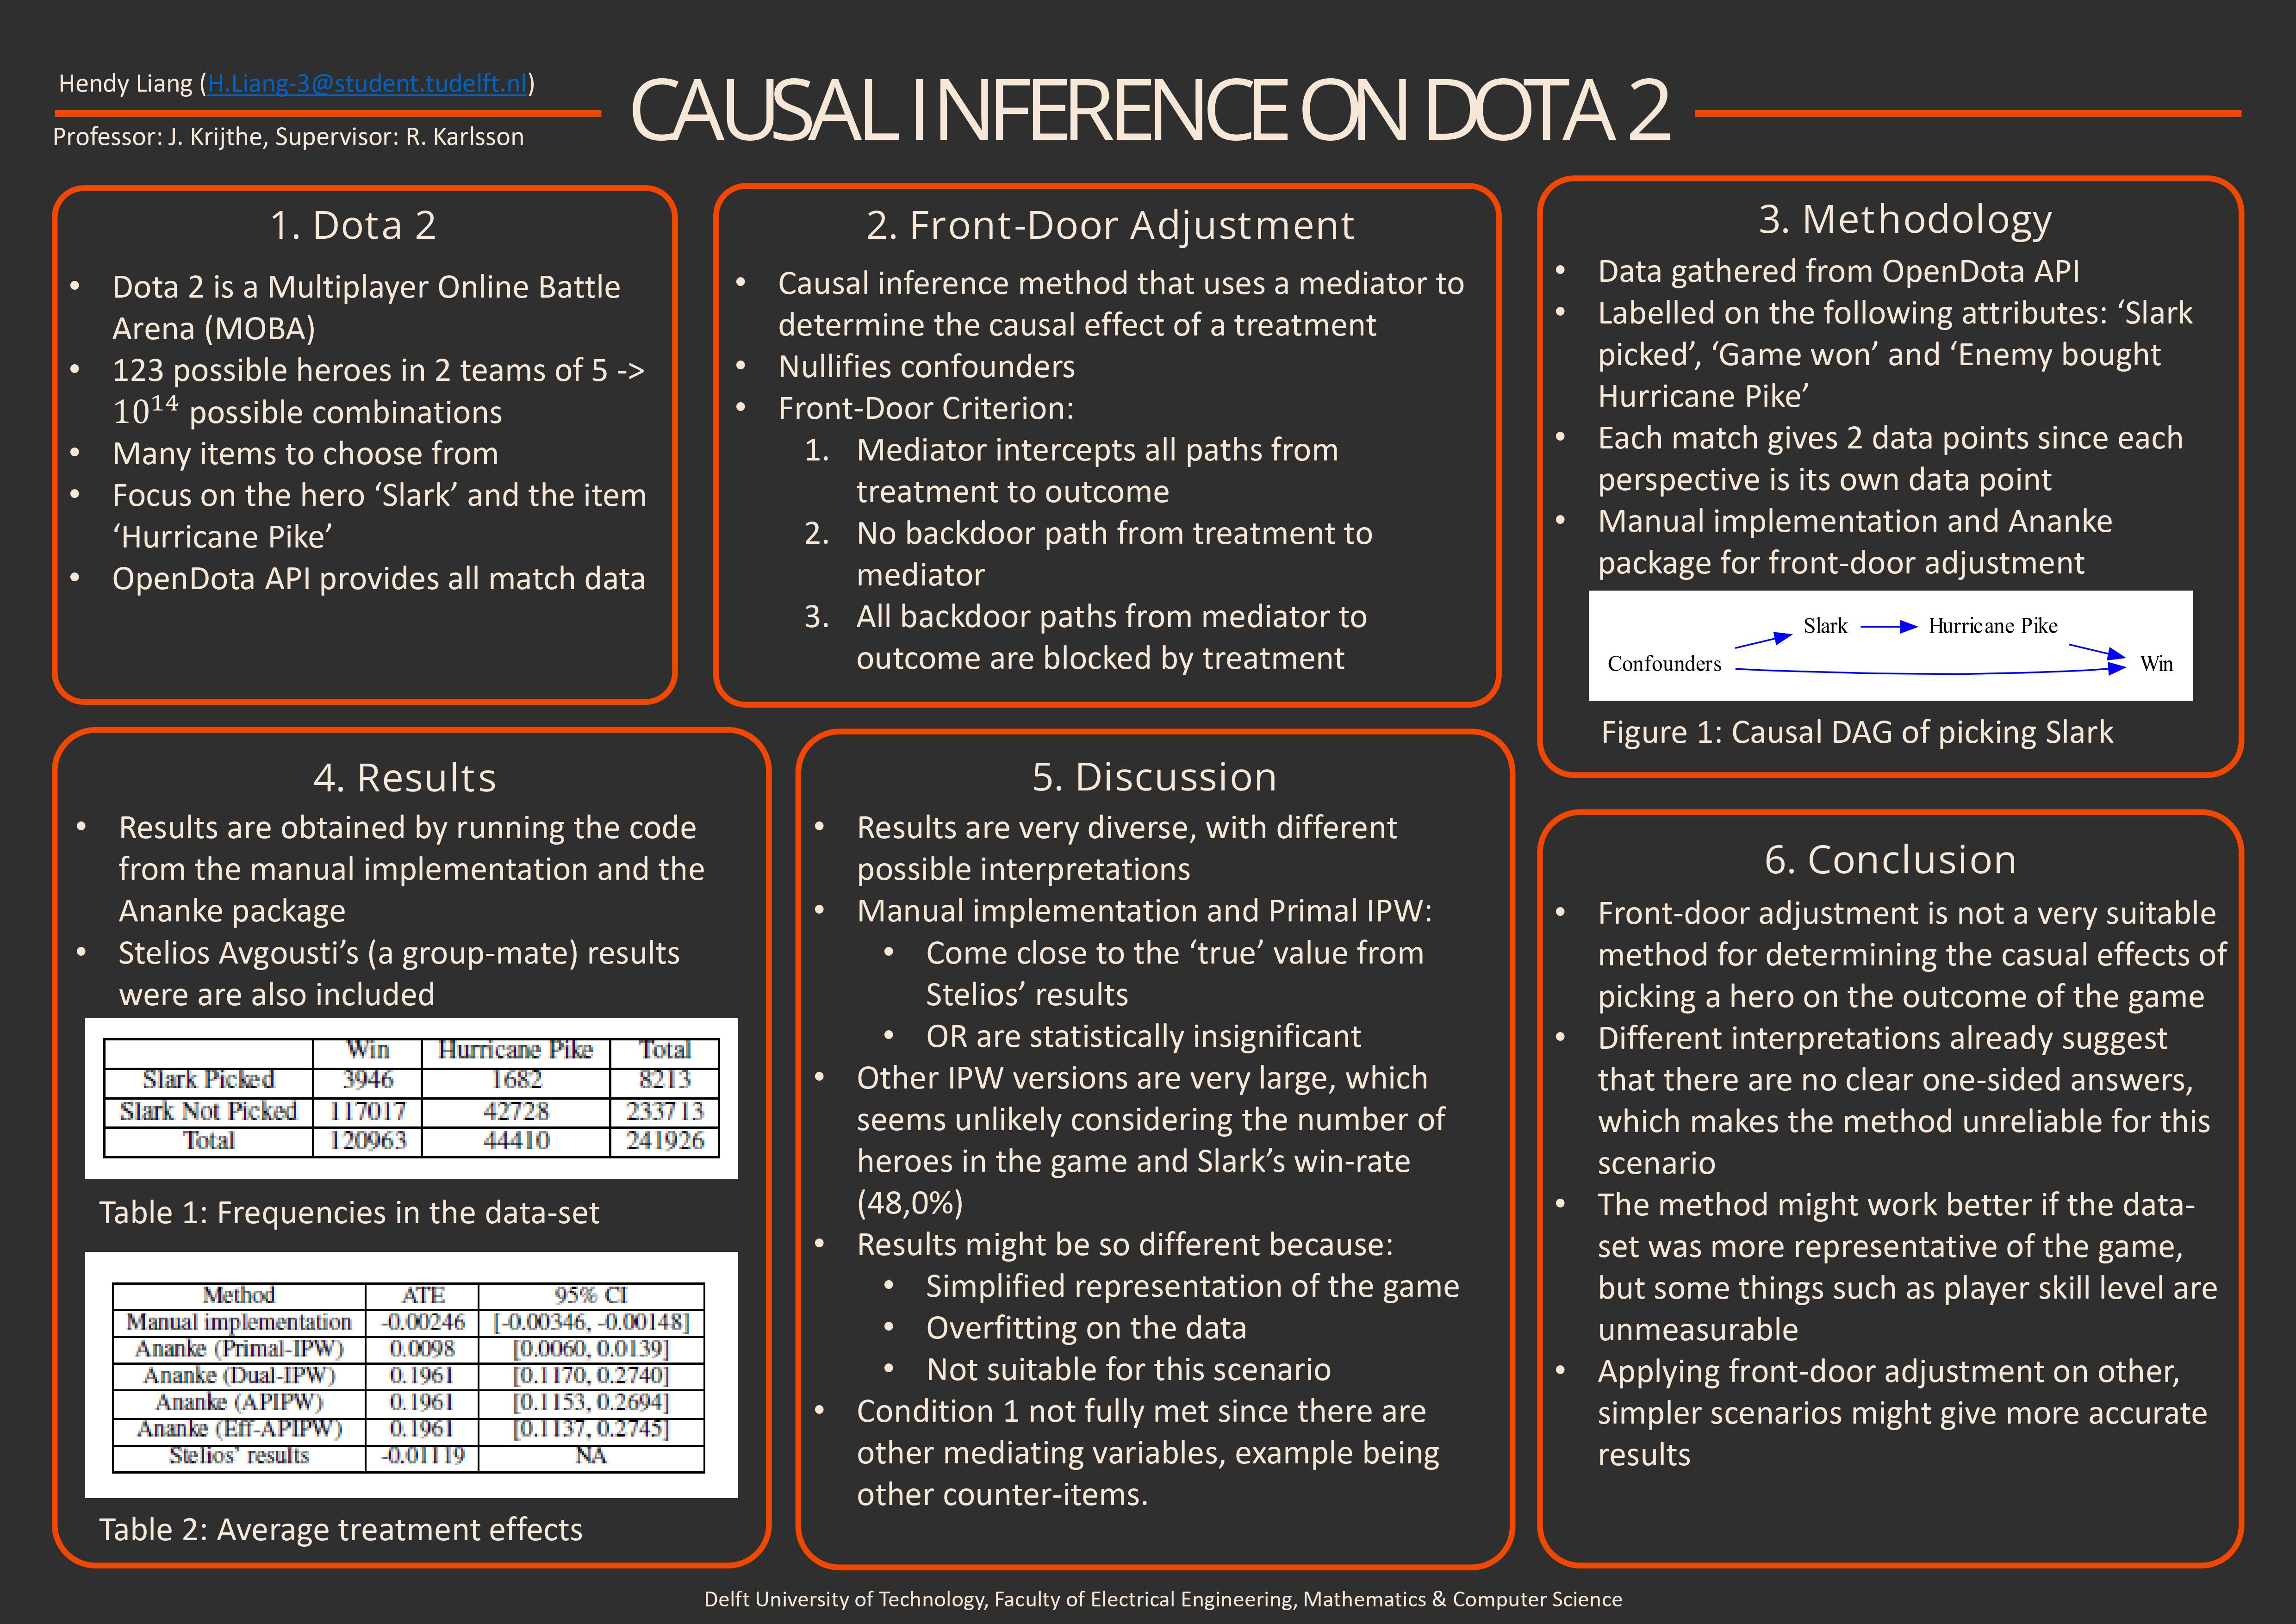 Hendy Liang (H.Liang-3@student.tudelft.nl)
Professor: J. Krijthe, Supervisor: R. Karlsson
CAUSAL INFERENCE ON DOTA 2
1. Dota 2
• Dota 2 is a Multiplayer Online Battle
Arena (MOBA)
• 123 possible heroes in 2 teams of 5 ->
10¹⁴ possible combinations
• Many items to choose from
• Focus on the hero ‘Slark’ and the item
‘Hurricane Pike’
• OpenDota API provides all match data
2. Front-Door Adjustment
• Causal inference method that uses a mediator to
determine the causal effect of a treatment
• Nullifies confounders
• Front-Door Criterion:
1. Mediator intercepts all paths from
treatment to outcome
2. No backdoor path from treatment to
mediator
3. All backdoor paths from mediator to
outcome are blocked by treatment
3. Methodology
• Data gathered from OpenDota API
• Labelled on the following attributes: ‘Slark
picked’, ‘Game won’ and ‘Enemy bought
Hurricane Pike’
• Each match gives 2 data points since each
perspective is its own data point
• Manual implementation and Ananke
package for front-door adjustment
Slark Hurricane Pike
Confounders Win
Figure 1: Causal DAG of picking Slark
4. Results
• Results are obtained by running the code
from the manual implementation and the
Ananke package
• Stelios Avgousti’s (a group-mate) results
were are also included
Win Hurricane Pike Total
Slark Picked 3946 1682 8213
Slark Not Picked 117017 42728 233713
Total 120963 44410 241926
Table 1: Frequencies in the data-set
Method ATE 95% CI
Manual implementation -0.00246 [-0.00346, -0.00148]
Ananke (Primal-IPW) 0.0098 [0.0060, 0.0139]
Ananke (Dual-IPW) 0.1961 [0.1170, 0.2740]
Ananke (APIPW) 0.1961 [0.1153, 0.2694]
Ananke (Eff-APIPW) 0.1961 [0.1137, 0.2745]
Stelios’ results -0.01119 NA
Table 2: Average treatment effects
5. Discussion
• Results are very diverse, with different
possible interpretations
• Manual implementation and Primal IPW:
• Come close to the ‘true’ value from
Stelios’ results
• OR are statistically insignificant
• Other IPW versions are very large, which
seems unlikely considering the number of
heroes in the game and Slark’s win-rate
(48,0%)
• Results might be so different because:
• Simplified representation of the game
• Overfitting on the data
• Not suitable for this scenario
• Condition 1 not fully met since there are
other mediating variables, example being
other counter-items.
6. Conclusion
• Front-door adjustment is not a very suitable
method for determining the casual effects of
picking a hero on the outcome of the game
• Different interpretations already suggest
that there are no clear one-sided answers,
which makes the method unreliable for this
scenario
• The method might work better if the data-
set was more representative of the game,
but some things such as player skill level are
unmeasurable
• Applying front-door adjustment on other,
simpler scenarios might give more accurate
results
Delft University of Technology, Faculty of Electrical Engineering, Mathematics & Computer Science